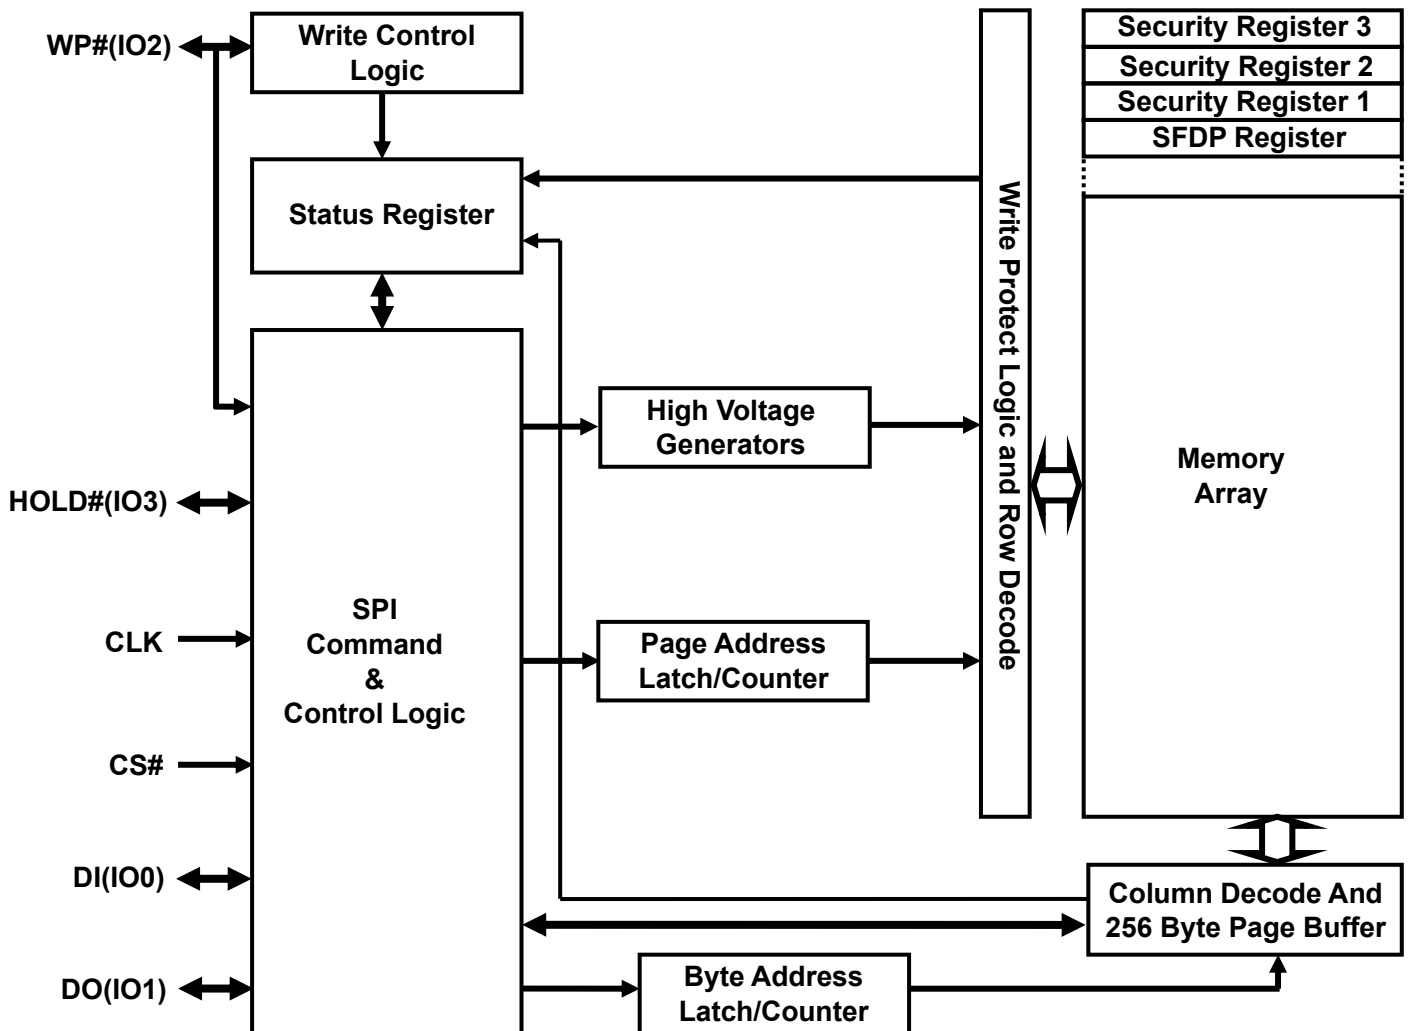 WP#(IO2)
Write Control
Logic
Status Register
HOLD#(IO3)
CLK
CS#
DI(IO0)
DO(IO1)
SPI
Command
&
Control Logic
High Voltage
Generators
Page Address
Latch/Counter
Byte Address
Latch/Counter
Write Protect Logic and Row Decode
Security Register 3
Security Register 2
Security Register 1
SFDP Register
Memory
Array
Column Decode And
256 Byte Page Buffer